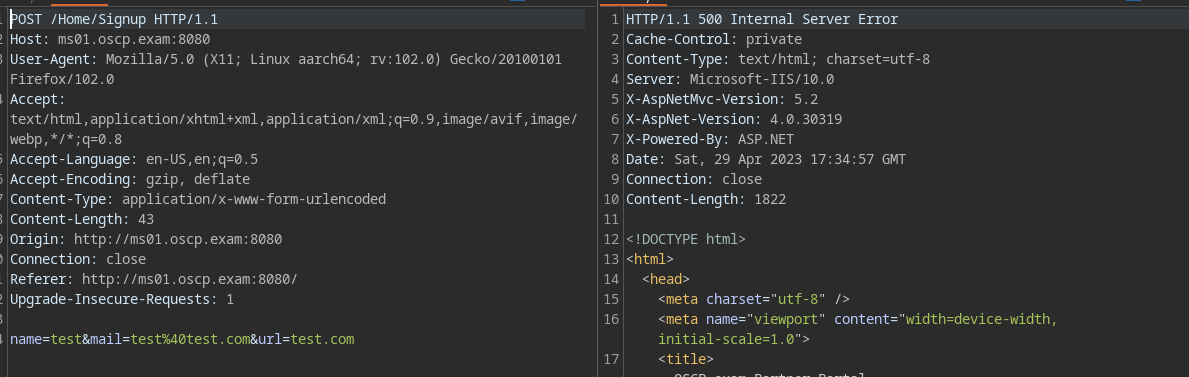 POST /Home/Signup HTTP/1.1
Host: ms01.oscp.exam:8080
User-Agent: Mozilla/5.0 (X11; Linux aarch64; rv:102.0) Gecko/20100101
Firefox/102.0
Accept:
text/html,application/xhtml+xml,application/xml;q=0.9,image/avif,image/
webp,*/*;q=0.8
Accept-Language: en-US,en;q=0.5
Accept-Encoding: gzip, deflate
Content-Type: application/x-www-form-urlencoded
Content-Length: 43
Origin: http://ms01.oscp.exam:8080
Connection: close
Referer: http://ms01.oscp.exam:8080/
Upgrade-Insecure-Requests: 1
name=test&mail=test%40test.com&url=test.com
1 HTTP/1.1 500 Internal Server Error
2 Cache-Control: private
3 Content-Type: text/html; charset=utf-8
4 Server: Microsoft-IIS/10.0
5 X-AspNetMvc-Version: 5.2
6 X-AspNet-Version: 4.0.30319
7 X-Powered-By: ASP.NET
8 Date: Sat, 29 Apr 2023 17:34:57 GMT
9 Connection: close
10 Content-Length: 1822
11
12 <!DOCTYPE html>
13 <html>
14 <head>
15 <meta charset="utf-8" />
16 <meta name="viewport" content="width=device-width,
initial-scale=1.0">
17 <title>